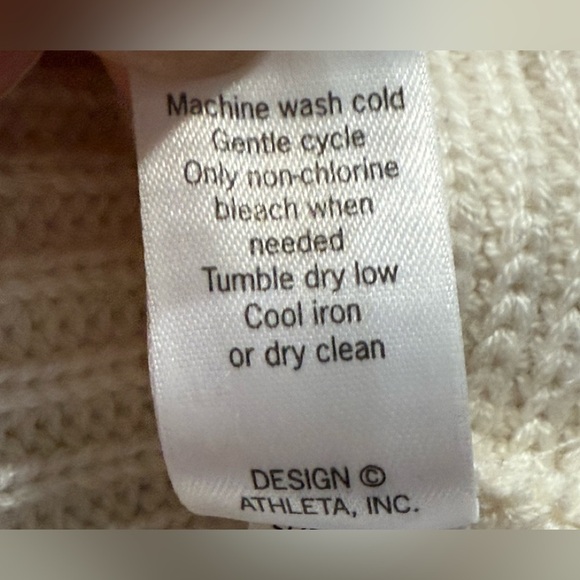 Machine wash cold
Gentle cycle
Only non-chlorine
bleach when
needed
Tumble dry low
Cool iron
or dry clean
DESIGN ©
ATHLETA, INC.